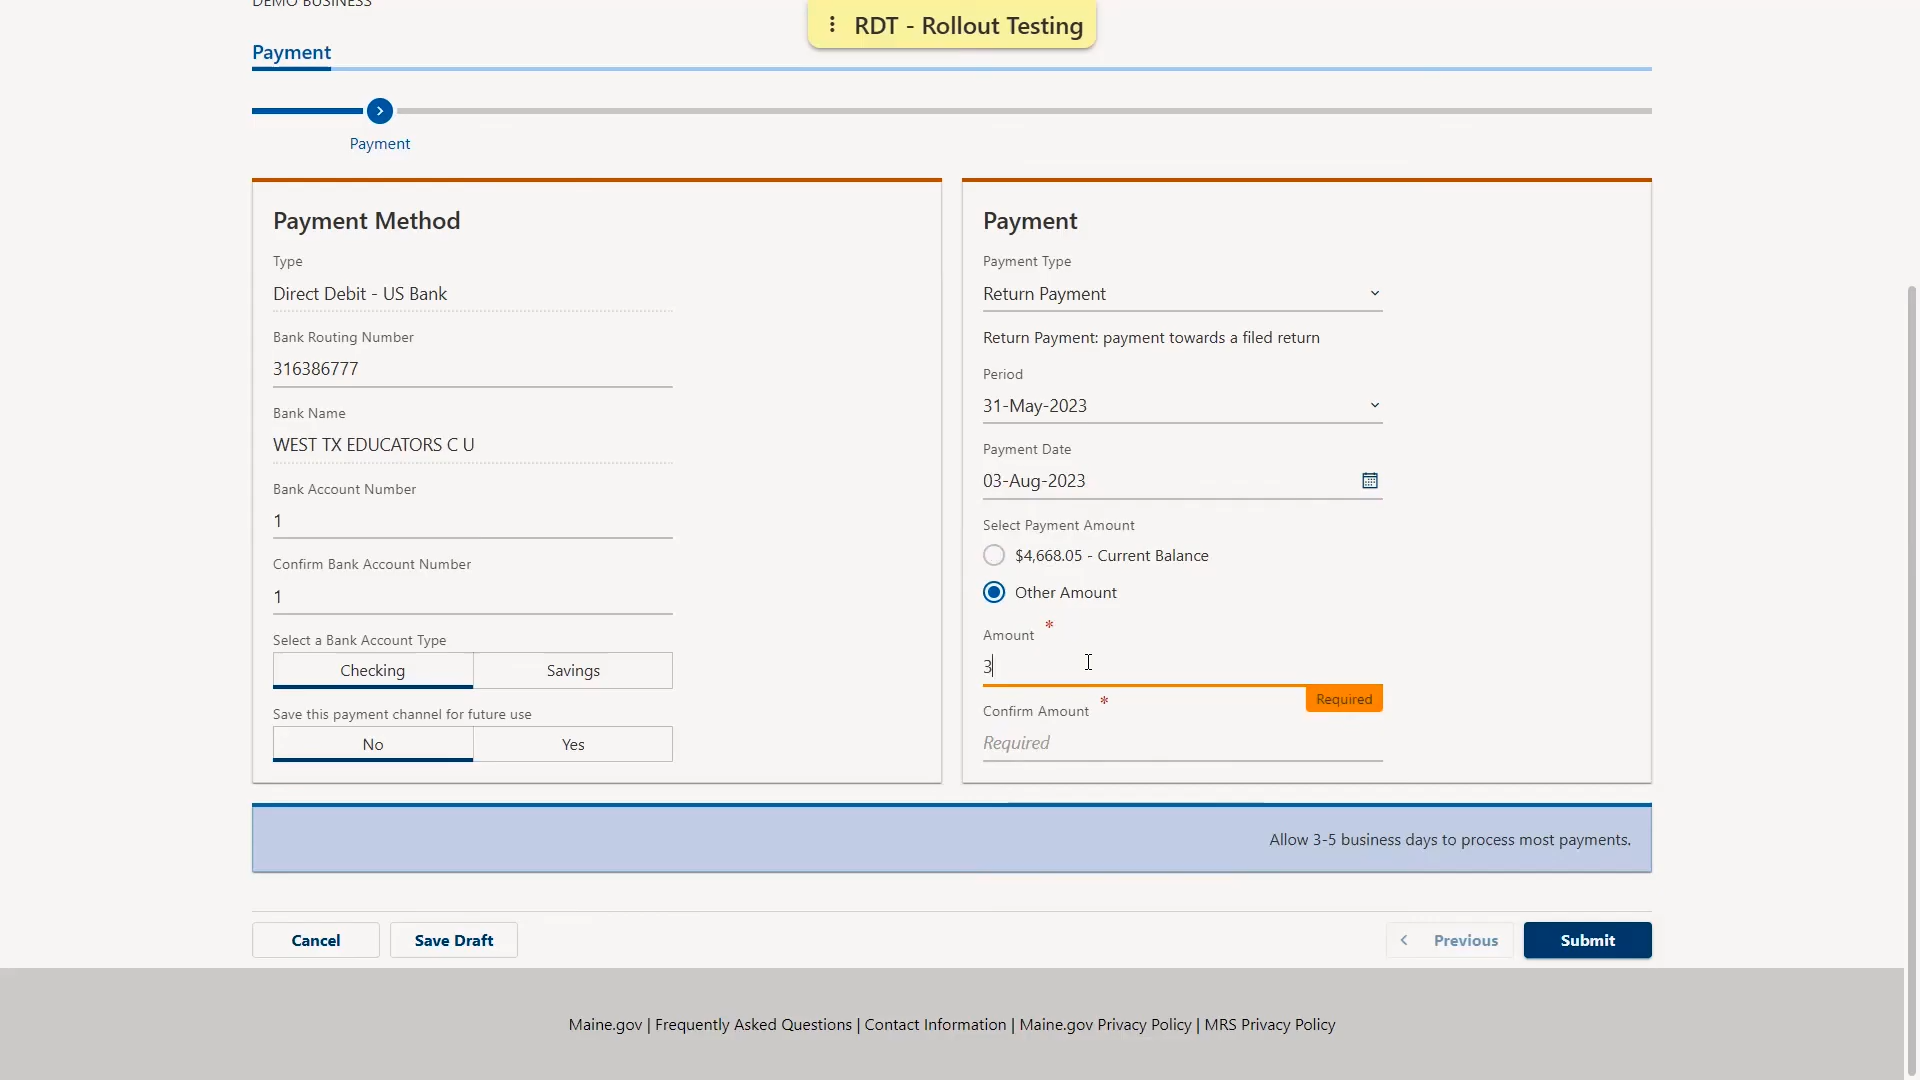 DEMO BUSINESS
RDT - Rollout Testing
Payment
Payment
Payment Method
Type
Direct Debit - US Bank
Bank Routing Number
316386777
Bank Name
WEST TX EDUCATORS C U
Bank Account Number
1
Confirm Bank Account Number
1
Select a Bank Account Type
Checking Savings
Save this payment channel for future use
No Yes
Payment
Payment Type
Return Payment
Return Payment: payment towards a filed return
Period
31-May-2023
Payment Date
03-Aug-2023
Select Payment Amount
$4,668.05 - Current Balance
Other Amount
Amount *
3
Required
Confirm Amount *
Required
Allow 3-5 business days to process most payments.
Cancel Save Draft Previous Submit
Maine.gov | Frequently Asked Questions | Contact Information | Maine.gov Privacy Policy | MRS Privacy Policy